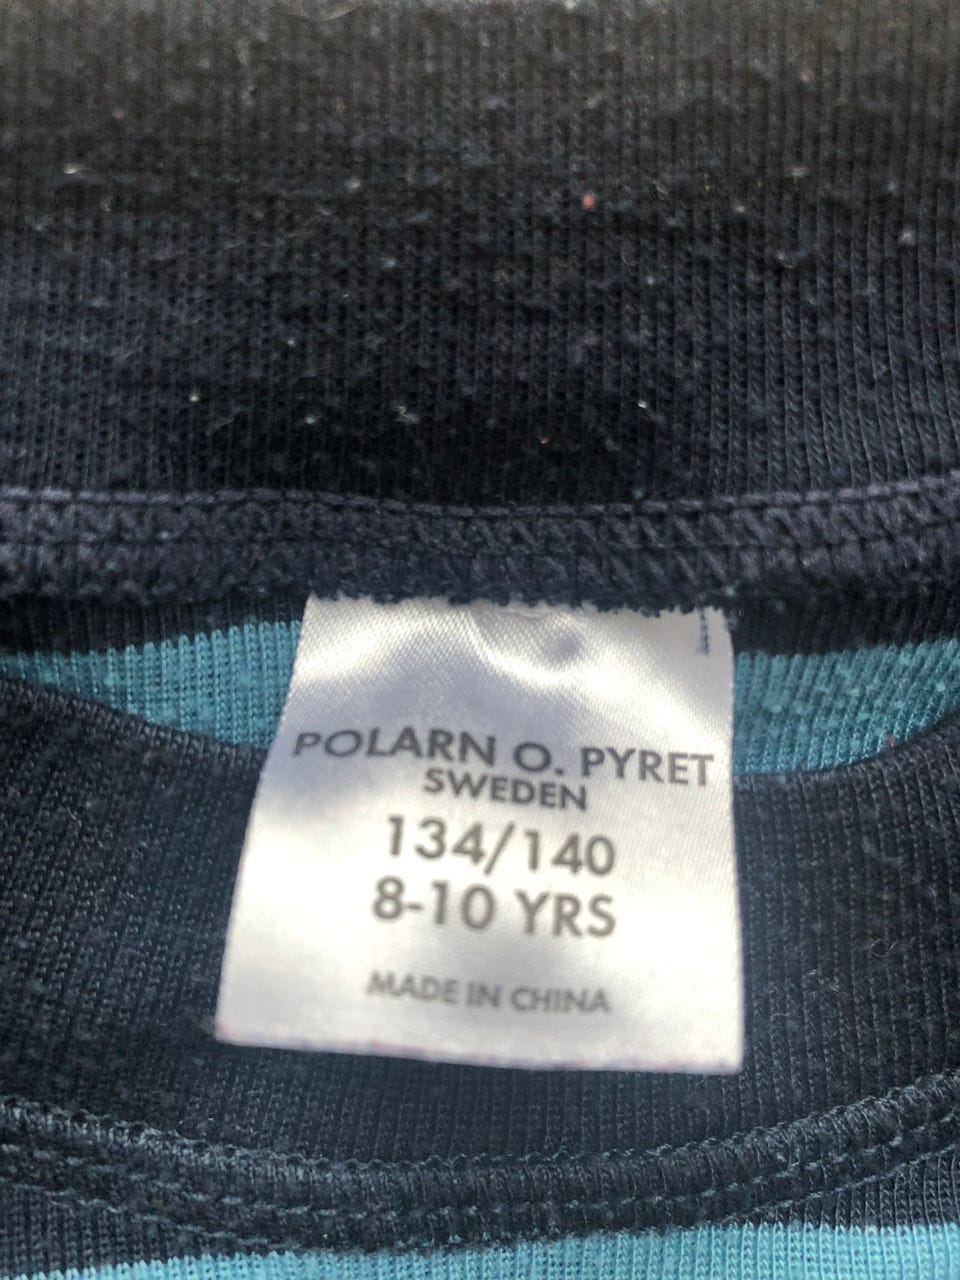 POLARN O. PYRET
SWEDEN
134/140
8-10 YRS
MADE IN CHINA